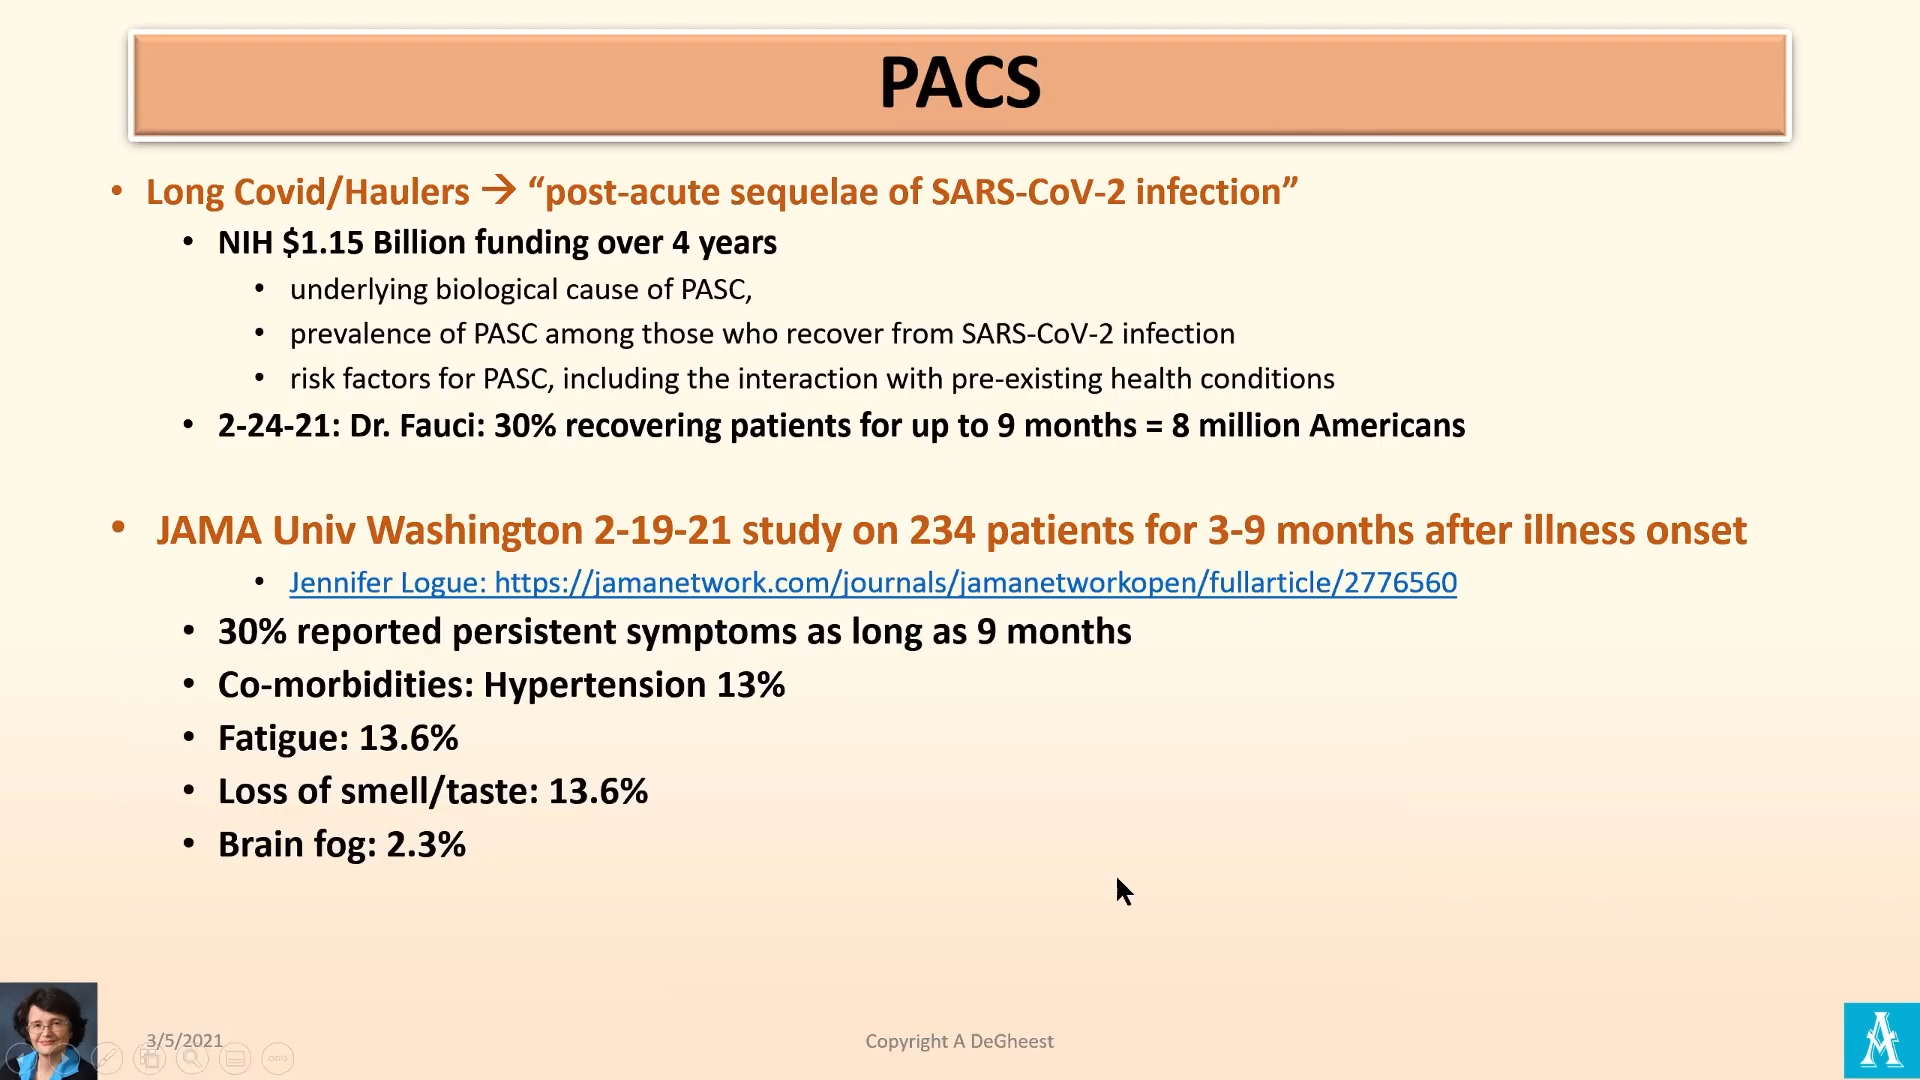 PACS
• Long Covid/Haulers → “post-acute sequelae of SARS-CoV-2 infection”
• NIH $1.15 Billion funding over 4 years
• underlying biological cause of PASC,
• prevalence of PASC among those who recover from SARS-CoV-2 infection
• risk factors for PASC, including the interaction with pre-existing health conditions
• 2-24-21: Dr. Fauci: 30% recovering patients for up to 9 months = 8 million Americans
• JAMA Univ Washington 2-19-21 study on 234 patients for 3-9 months after illness onset
• Jennifer Logue: https://jamanetwork.com/journals/jamanetworkopen/fullarticle/2776560
• 30% reported persistent symptoms as long as 9 months
• Co-morbidities: Hypertension 13%
• Fatigue: 13.6%
• Loss of smell/taste: 13.6%
• Brain fog: 2.3%
3/5/2021
Copyright A DeGheest
A